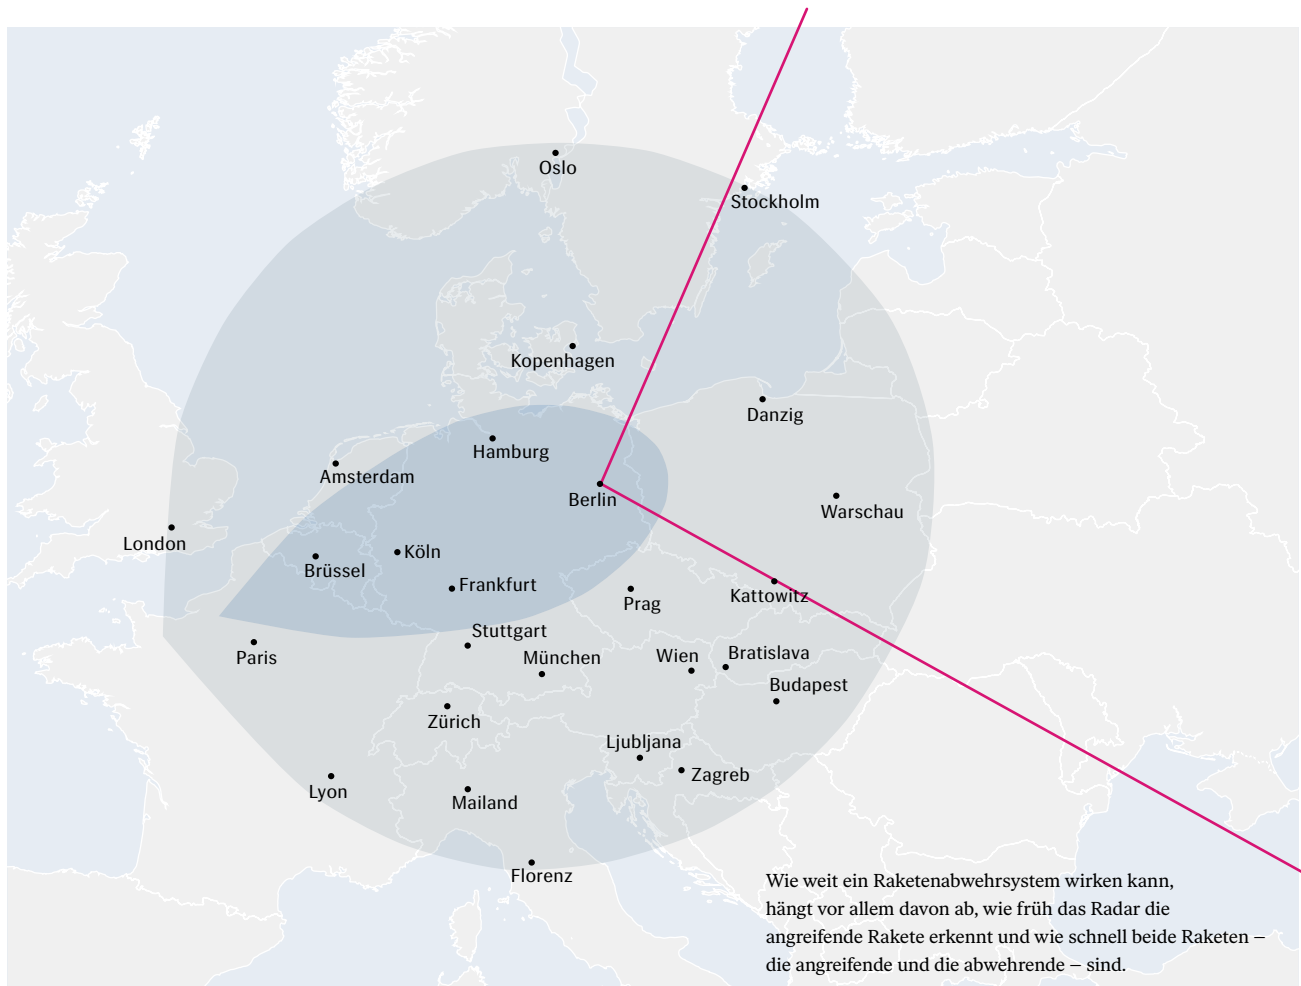 Oslo
Stockholm
Kopenhagen
Danzig
Hamburg
Amsterdam
Berlin
Warschau
London
Köln
Brüssel
Frankfurt
Kattowitz
Prag
Stuttgart
Paris
München
Wien
Bratislava
Budapest
Zürich
Ljubljana
Zagreb
Lyon
Mailand
Florenz
Wie weit ein Raketenabwehrsystem wirken kann,
hängt vor allem davon ab, wie früh das Radar die
angreifende Rakete erkennt und wie schnell beide Raketen –
die angreifende und die abwehrende – sind.